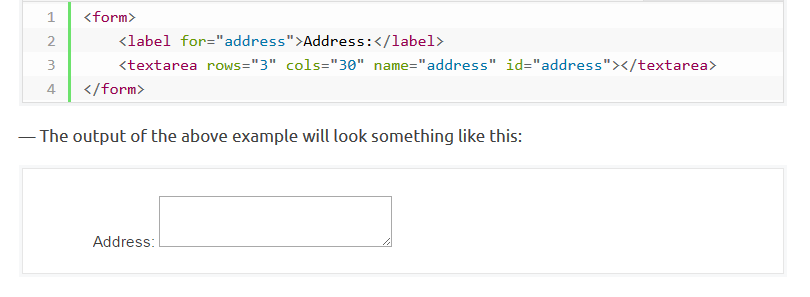 1 <form>
2 <label for="address">Address:</label>
3 <textarea rows="3" cols="30" name="address" id="address"></textarea>
4 </form>
— The output of the above example will look something like this:
Address: